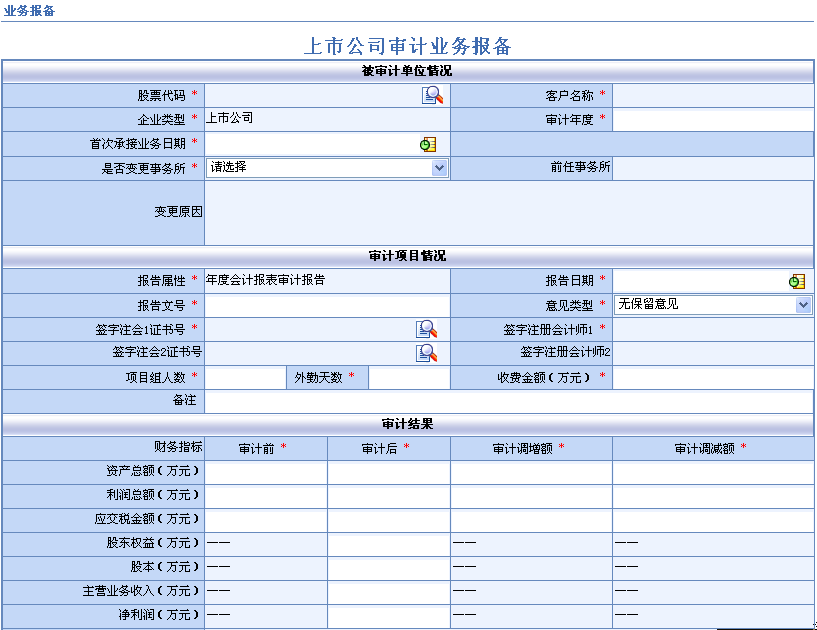 业务报备
上市公司审计业务报备
被审计单位情况
股票代码 * 客户名称 *
企业类型 * 上市公司 审计年度 *
首次承接业务日期 *
是否变更事务所 * 请选择 前任事务所
变更原因
审计项目情况
报告属性 * 年度会计报表审计报告 报告日期 *
报告文号 * 意见类型 * 无保留意见
签字注会1证书号 * 签字注册会计师1 *
签字注会2证书号 签字注册会计师2
项目组人数 * 外勤天数 * 收费金额(万元) *
备注
审计结果
财务指标 审计前 * 审计后 * 审计调增额 * 审计调减额 *
资产总额(万元)
利润总额(万元)
应交税金额(万元)
股东权益(万元) —— —— ——
股本(万元) —— —— ——
主营业务收入(万元) —— —— ——
净利润(万元) —— —— ——